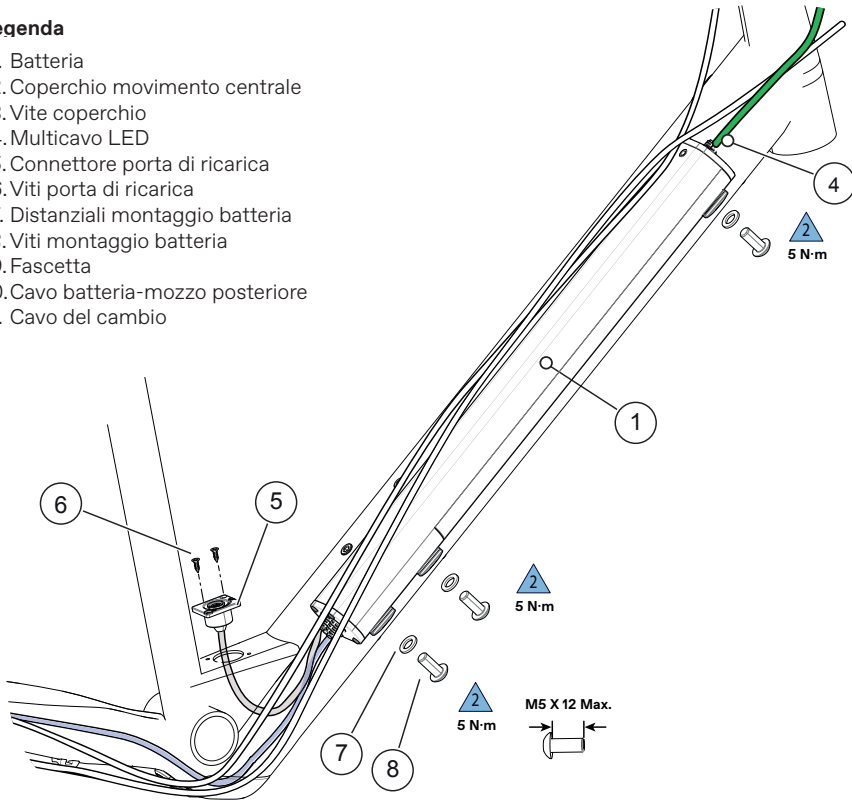 egenda
. Batteria
. Coperchio movimento centrale
. Vite coperchio
. Multicavo LED
. Connettore porta di ricarica
. Viti porta di ricarica
. Distanziali montaggio batteria
. Viti montaggio batteria
. Fascetta
. Cavo batteria-mozzo posteriore
. Cavo del cambio
4
2
5 N·m
1
6
5
2
5 N·m
2
5 N·m
M5 X 12 Max.
7
8